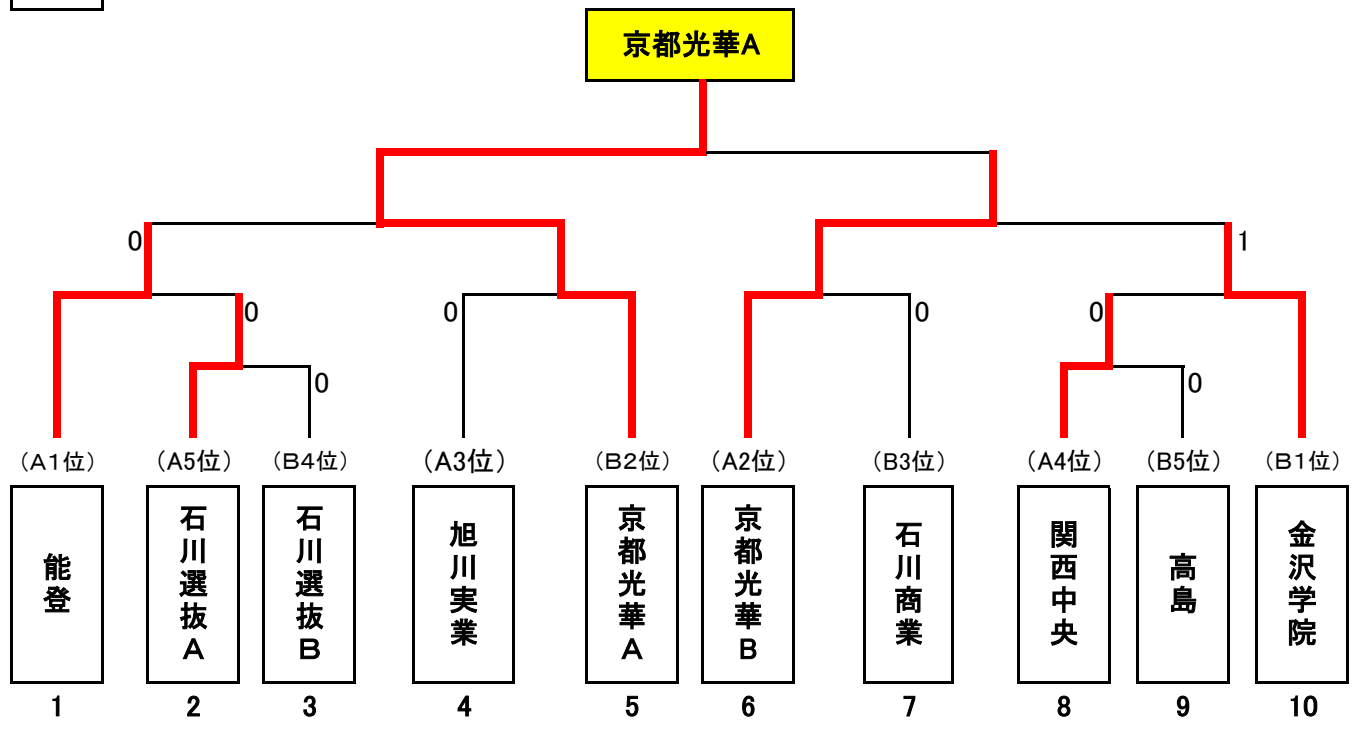 京都光華A
0
1
0
0
0
0
0
0
（A1位）
（A5位）
（B4位）
（A3位）
（B2位）
（A2位）
（B3位）
（A4位）
（B5位）
（B1位）
能登
石川選抜A
石川選抜B
旭川実業
京都光華A
京都光華B
石川商業
関西中央
高島
金沢学院
1
2
3
4
5
6
7
8
9
10